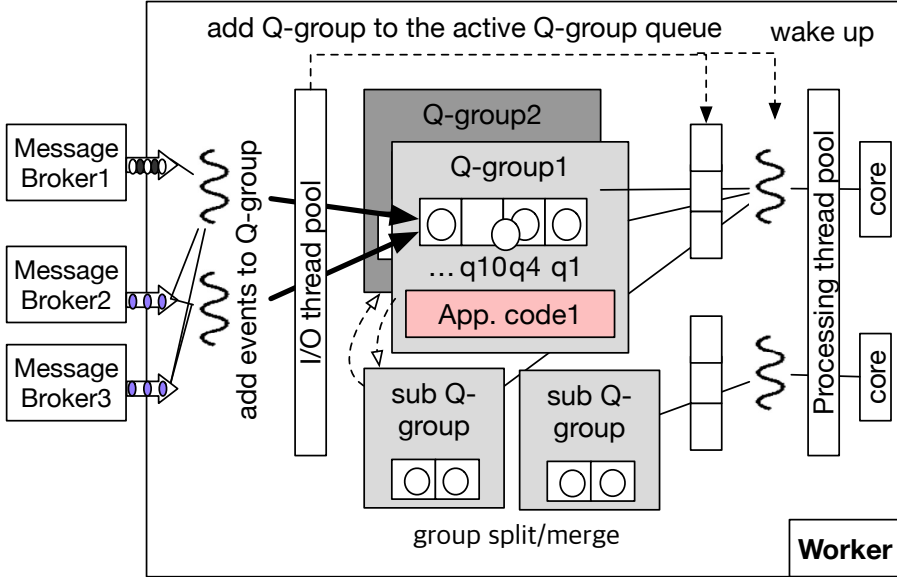 add Q-group to the active Q-group queue
wake up
Message
Broker1
Message
Broker2
Message
Broker3
add events to Q-group
I/O thread pool
Q-group2
Q-group1
... q10 q4 q1
App. code1
sub Q-
group
sub Q-
group
group split/merge
Processing thread pool
core
core
Worker